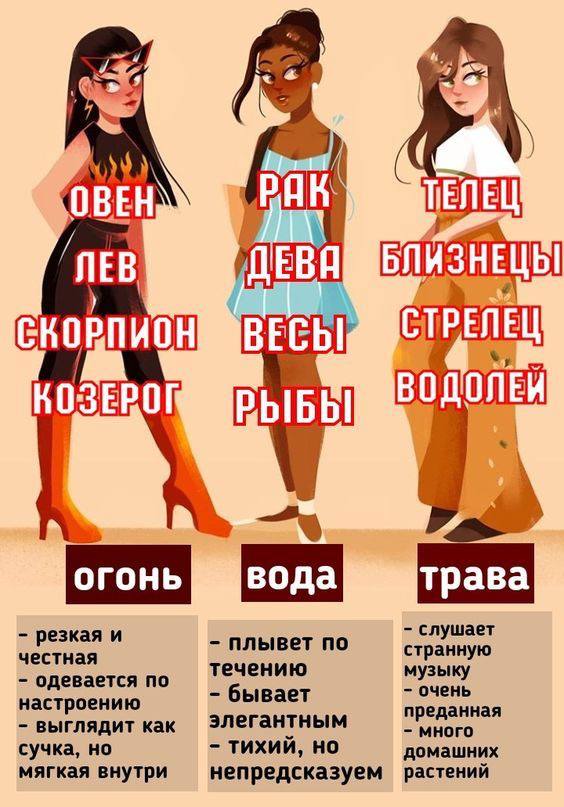 ОВЕН
ЛЕВ
СКОРПИОН
КОЗЕРОГ
РАК
ДЕВА
ВЕСЫ
РЫБЫ
ТЕЛЕЦ
БЛИЗНЕЦЫ
СТРЕЛЕЦ
ВОДОЛЕЙ
огонь
- резкая и
честная
- одевается по
настроению
- выглядит как
сучка, но
мягкая внутри
вода
- плывет по
течению
- бывает
элегантным
- тихий, но
непредсказуем
трава
- слушает
странную
музыку
- очень
преданная
- много
домашних
растений